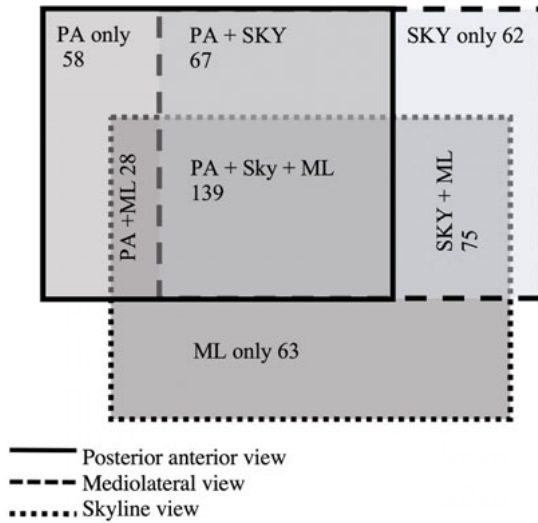 PA only
58
PA + SKY
67
SKY only 62
PA +ML 28
PA + Sky + ML
139
SKY + ML
75
ML only 63
Posterior anterior view
Mediolateral view
Skyline view